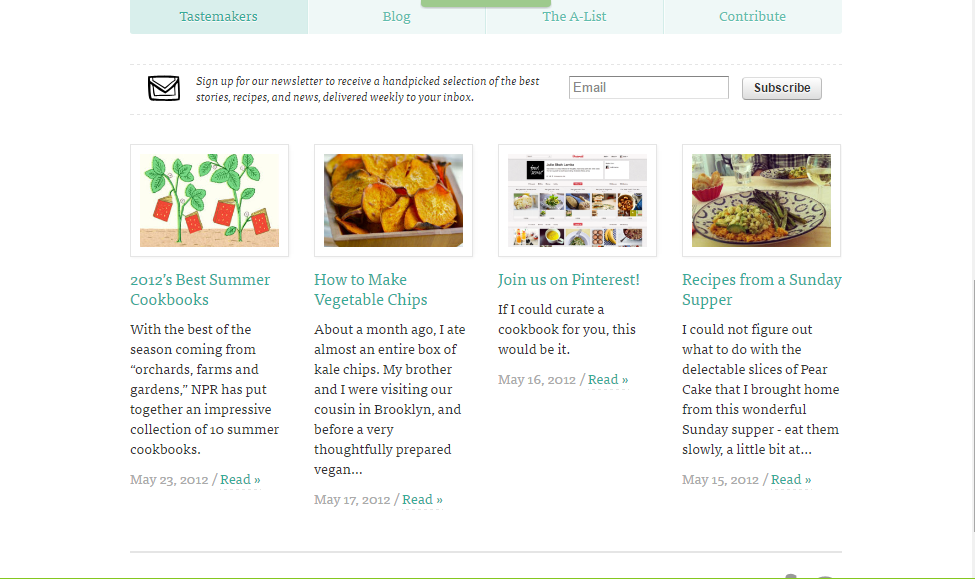 Tastemakers
Blog
The A-List
Contribute
Sign up for our newsletter to receive a handpicked selection of the best
stories, recipes, and news, delivered weekly to your inbox.
Email
Subscribe
2012's Best Summer
Cookbooks
With the best of the
season coming from
“orchards, farms and
gardens,” NPR has put
together an impressive
collection of 10 summer
cookbooks.
May 23, 2012 / Read »
How to Make
Vegetable Chips
About a month ago, I ate
almost an entire box of
kale chips. My brother
and I were visiting our
cousin in Brooklyn, and
before a very
thoughtfully prepared
vegan...
May 17, 2012 / Read »
Join us on Pinterest!
If I could curate a
cookbook for you, this
would be it.
May 16, 2012 / Read »
Recipes from a Sunday
Supper
I could not figure out
what to do with the
delectable slices of Pear
Cake that I brought home
from this wonderful
Sunday supper - eat them
slowly, a little bit at...
May 15, 2012 / Read »